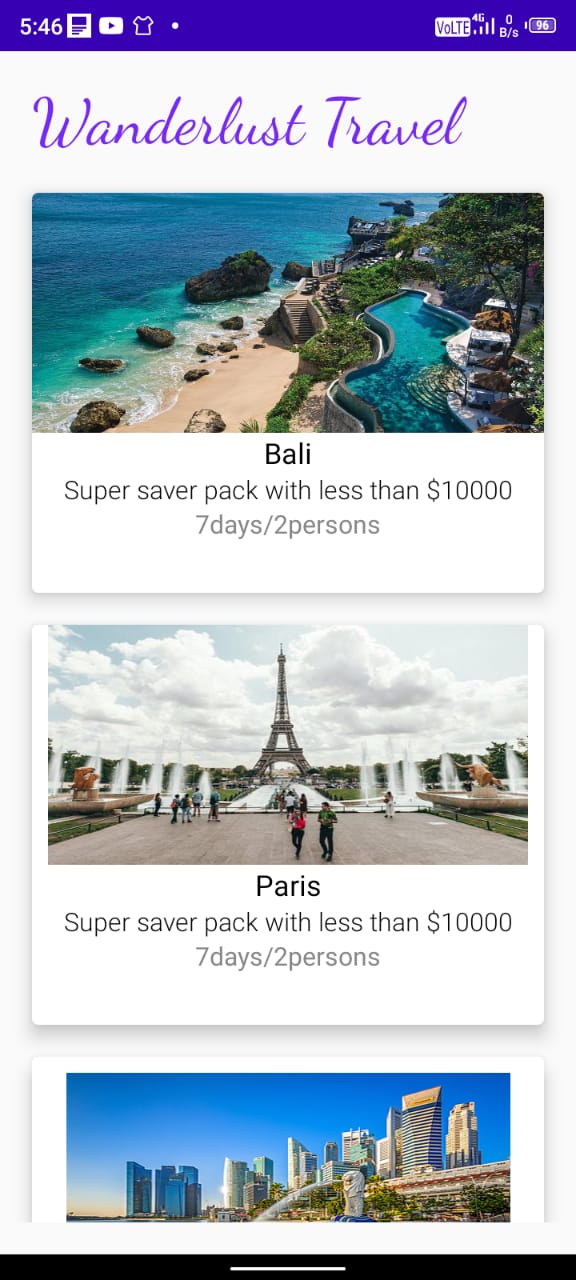 5:46
VoLTE 4G 0 B/s 96
Wanderlust Travel
Bali
Super saver pack with less than $10000
7days/2persons
Paris
Super saver pack with less than $10000
7days/2persons